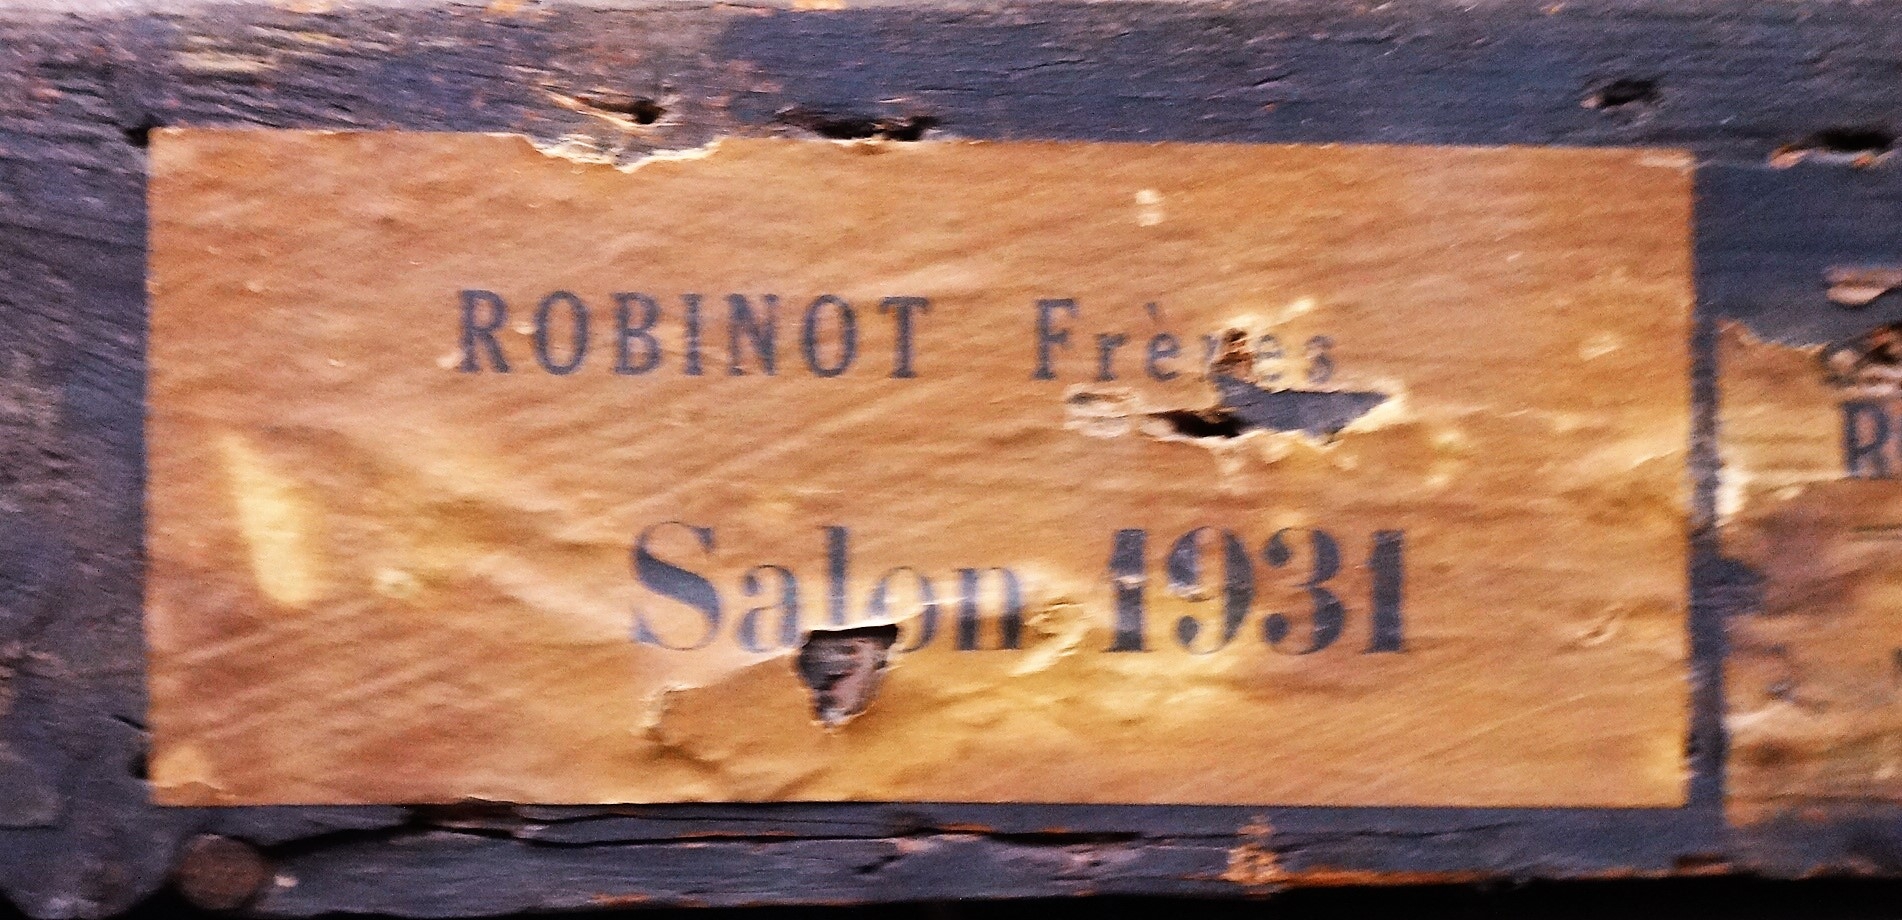 ROBINOT Frères
Salon 1931